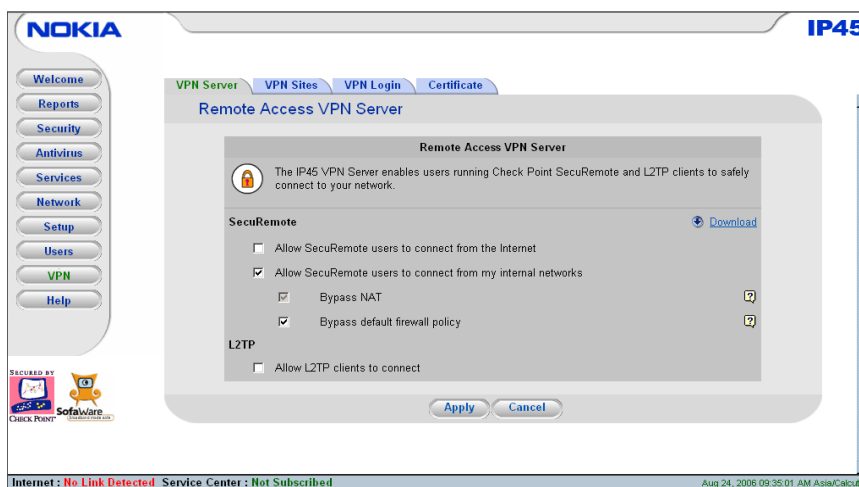 NOKIA
IP45
Welcome
Reports
Security
Antivirus
Services
Network
Setup
Users
VPN
Help
VPN Server VPN Sites VPN Login Certificate
Remote Access VPN Server
Remote Access VPN Server
The IP45 VPN Server enables users running Check Point SecuRemote and L2TP clients to safely
connect to your network.
SecuRemote Download
Allow SecuRemote users to connect from the Internet
Allow SecuRemote users to connect from my internal networks
Bypass NAT ?
Bypass default firewall policy ?
L2TP
Allow L2TP clients to connect
Apply Cancel
SECURED BY
CHECK POINT
SofaWare
Internet : No Link Detected Service Center : Not Subscribed Aug 24, 2006 09:35:01 AM Asia/Calcut